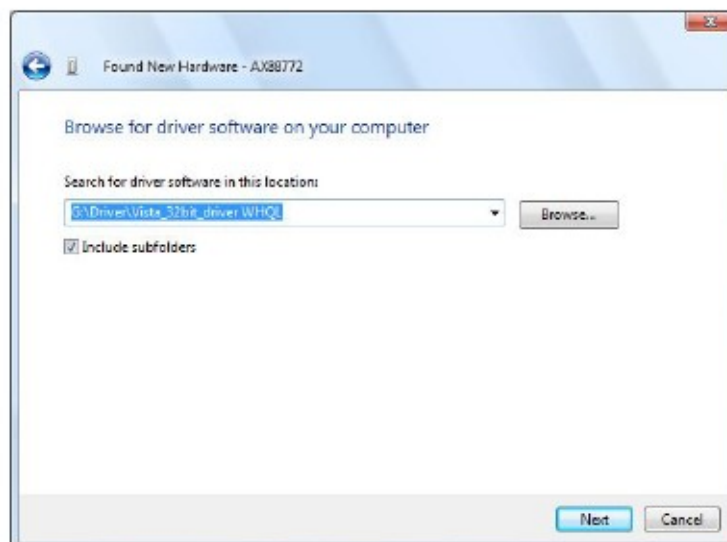 Found New Hardware - AX88772
Browse for driver software on your computer
Search for driver software in this location:
G:\Driver\Vista_32bit_driver WHQL
Browse...
Include subfolders
Next
Cancel